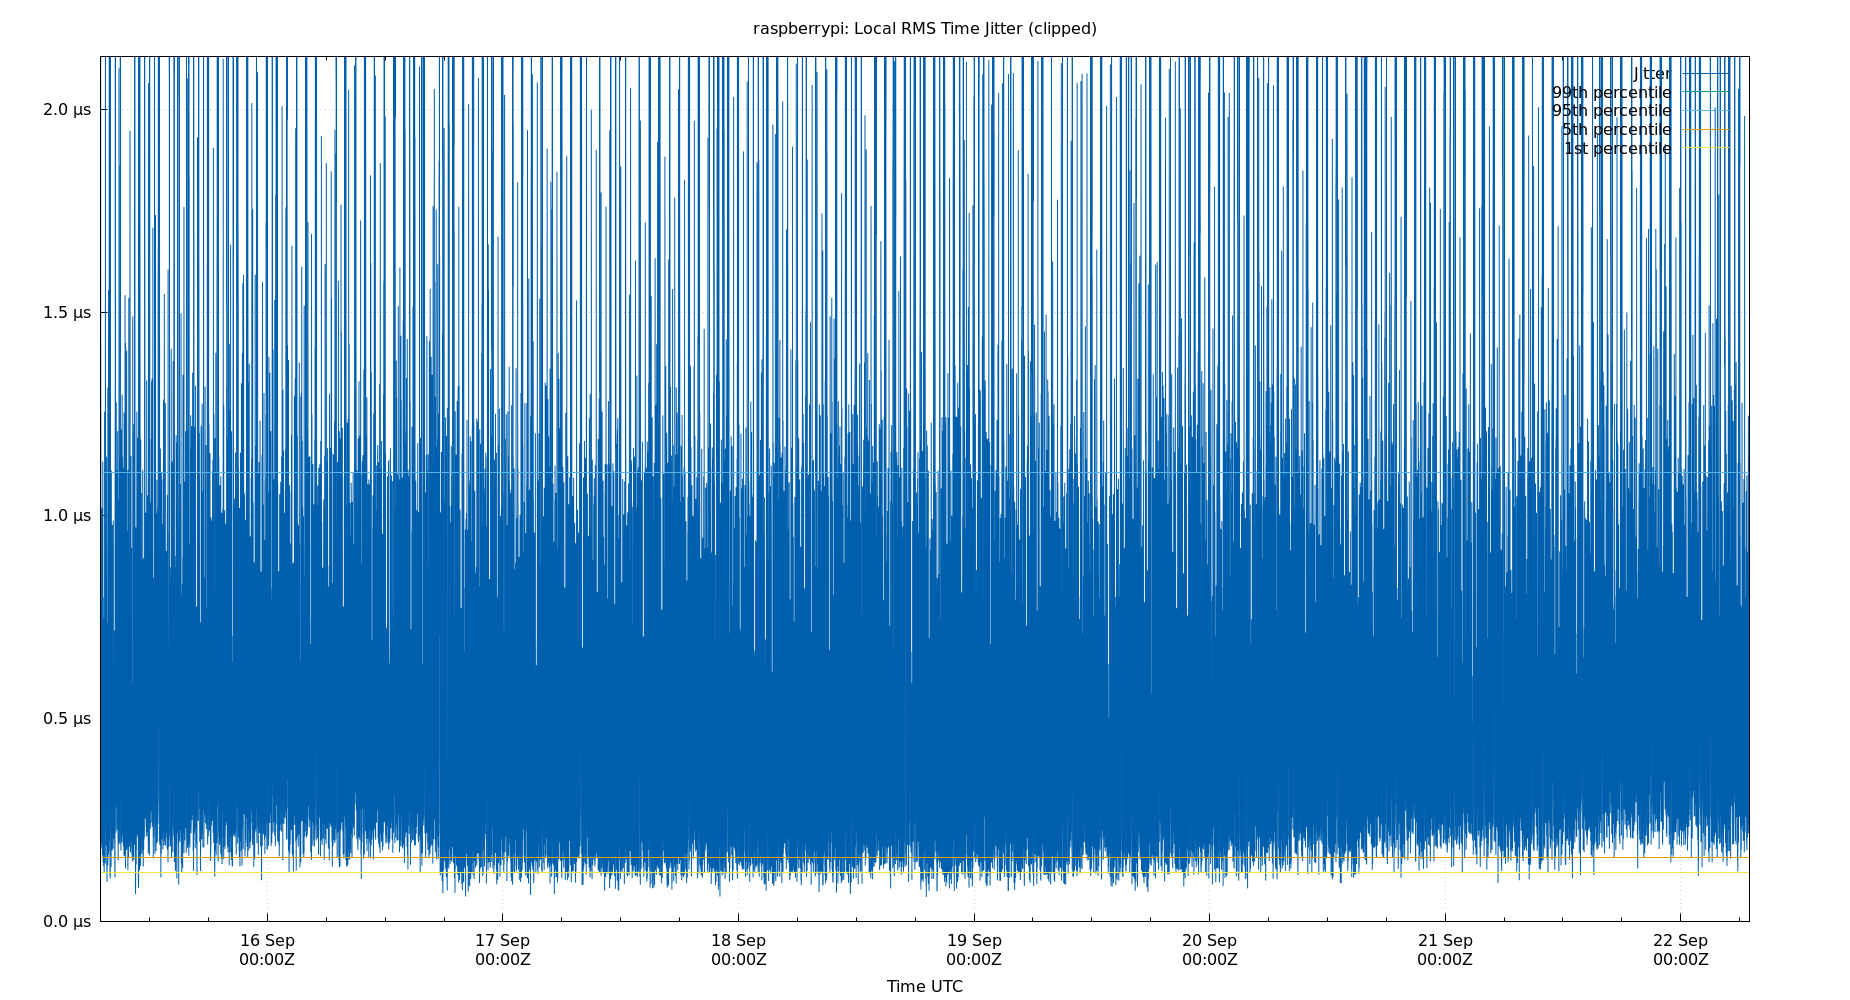 raspberrypi: Local RMS Time Jitter (clipped)
Jitter
99th percentile
95th percentile
5th percentile
1st percentile
2.0 µs
1.5 µs
1.0 µs
0.5 µs
0.0 µs
16 Sep 17 Sep 18 Sep 19 Sep 20 Sep 21 Sep 22 Sep
00:00Z 00:00Z 00:00Z 00:00Z 00:00Z 00:00Z 00:00Z
Time UTC